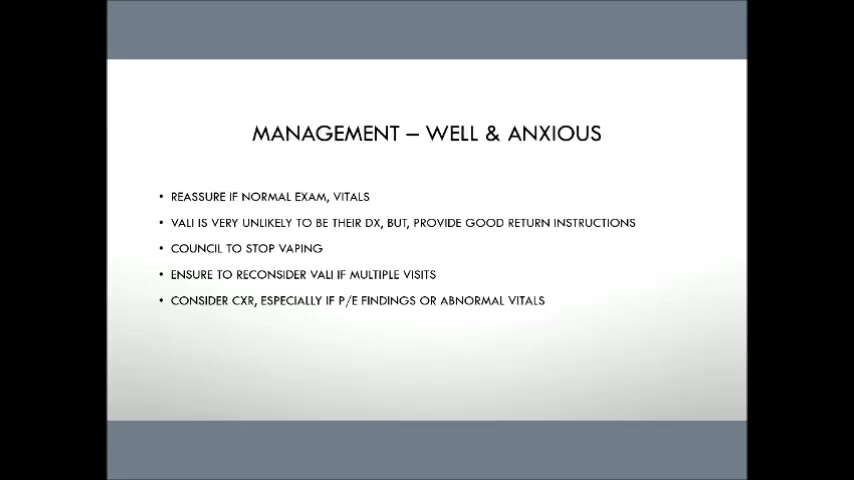 MANAGEMENT – WELL & ANXIOUS
• REASSURE IF NORMAL EXAM, VITALS
• VALI IS VERY UNLIKELY TO BE THEIR DX, BUT, PROVIDE GOOD RETURN INSTRUCTIONS
• COUNCIL TO STOP VAPING
• ENSURE TO RECONSIDER VALI IF MULTIPLE VISITS
• CONSIDER CXR, ESPECIALLY IF P/E FINDINGS OR ABNORMAL VITALS